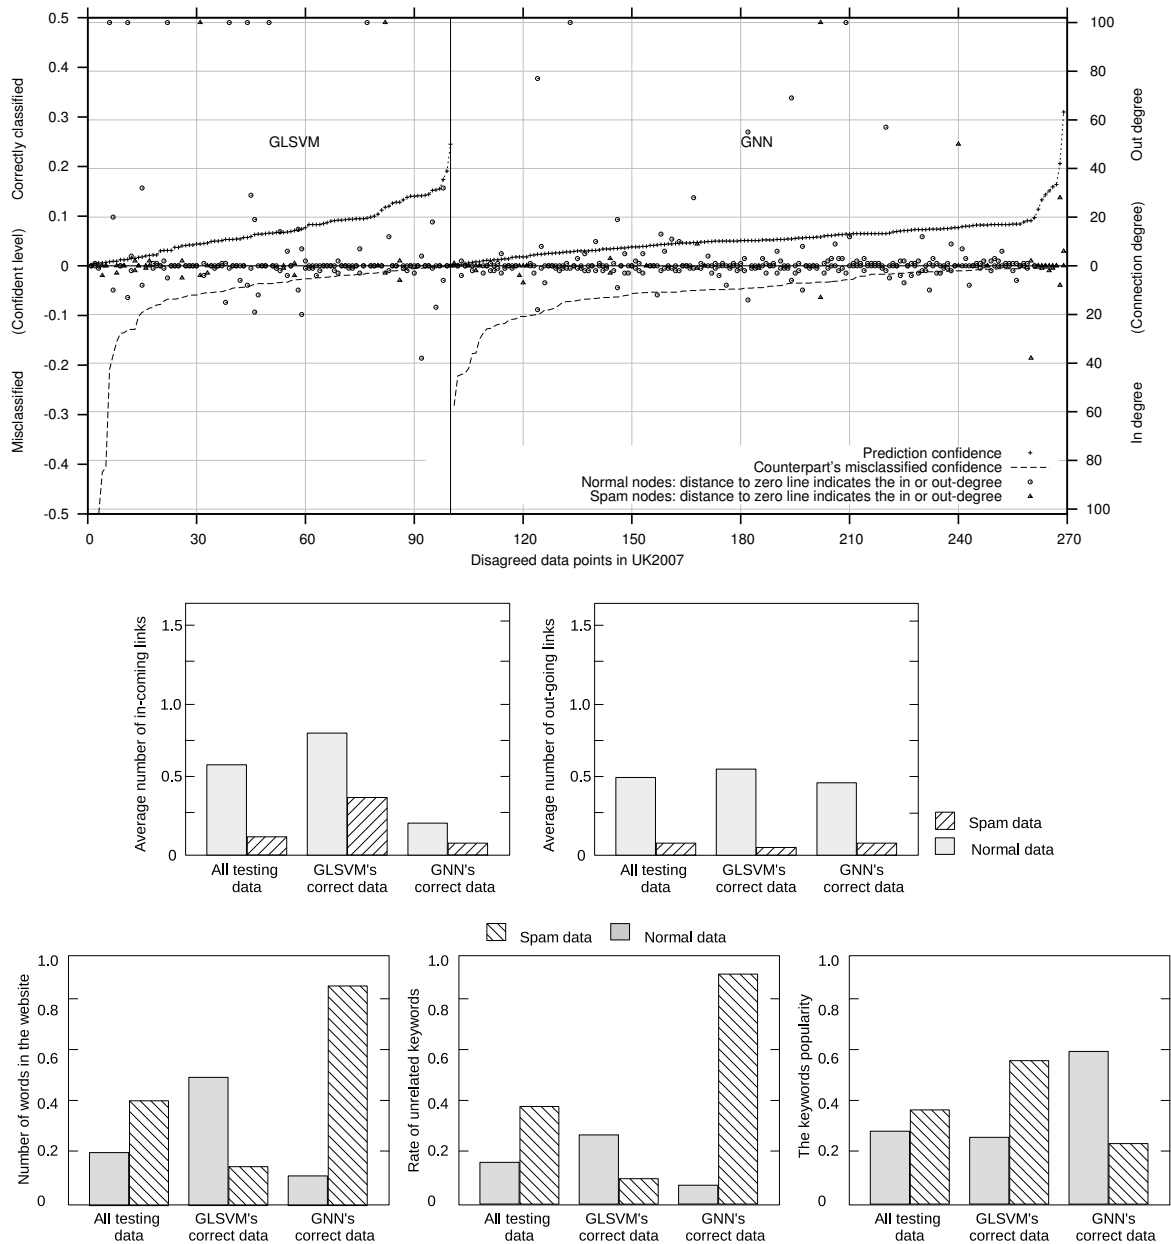 0.5
0.4
0.3
0.2
0.1
0
-0.1
-0.2
-0.3
-0.4
-0.5
Correctly classified
(Confident level)
Misclassified
100
80
60
40
20
0
20
40
60
80
100
Out degree
(Connection degree)
In degree
GLSVM
GNN
Prediction confidence
Counterpart's misclassified confidence
Normal nodes: distance to zero line indicates the in or out-degree
Spam nodes: distance to zero line indicates the in or out-degree
0 30 60 90 120 150 180 210 240 270
Disagreed data points in UK2007
Average number of in-coming links
1.5
1.0
0.5
0
All testing data
GLSVM's correct data
GNN's correct data
Average number of out-going links
1.5
1.0
0.5
0
All testing data
GLSVM's correct data
GNN's correct data
Spam data
Normal data
Spam data
Normal data
Number of words in the website
1.0
0.8
0.6
0.4
0.2
0
All testing data
GLSVM's correct data
GNN's correct data
Rate of unrelated keywords
1.0
0.8
0.6
0.4
0.2
0
All testing data
GLSVM's correct data
GNN's correct data
The keywords popularity
1.0
0.8
0.6
0.4
0.2
0
All testing data
GLSVM's correct data
GNN's correct data